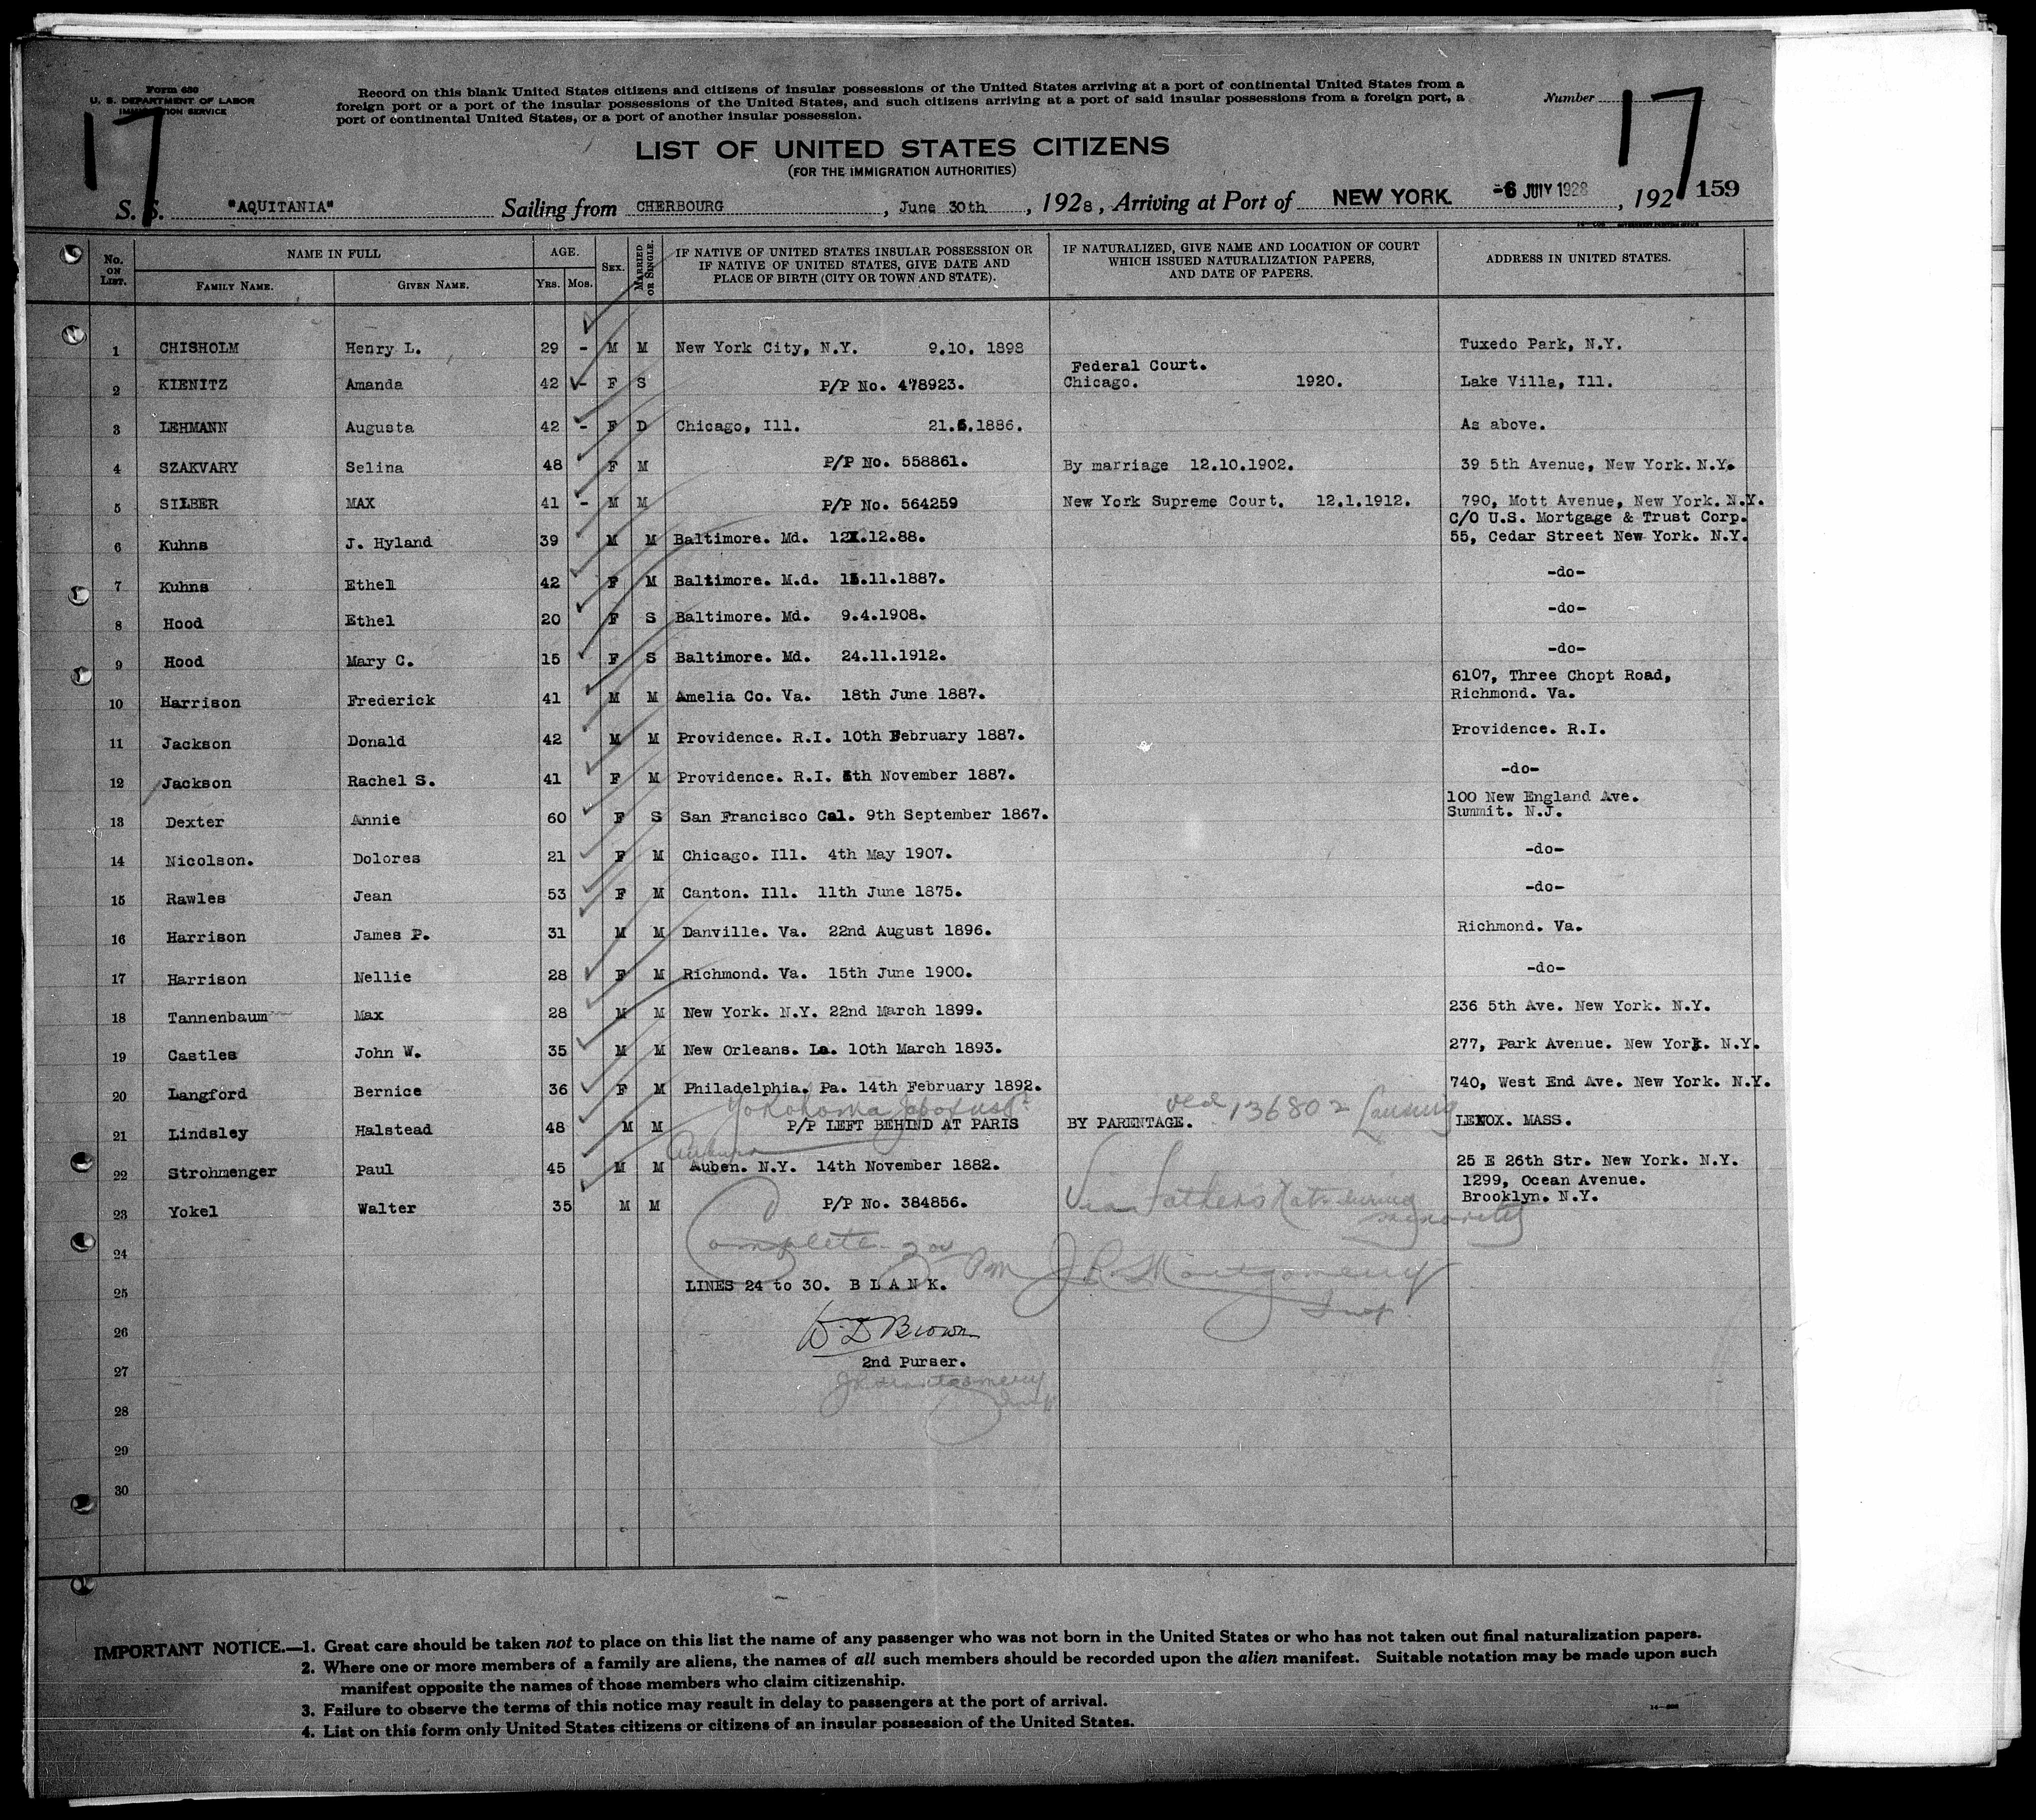 Form 630
U. S. DEPARTMENT OF LABOR
IMMIGRATION SERVICE
17
Record on this blank United States citizens and citizens of insular possessions of the United States arriving at a port of continental United States from a
foreign port or a port of the insular possessions of the United States, and such citizens arriving at a port of said insular possessions from a foreign port, a
port of continental United States, or a port of another insular possession.
Number
17
LIST OF UNITED STATES CITIZENS
(FOR THE IMMIGRATION AUTHORITIES)
S. S. "AQUITANIA" Sailing from CHERBOURG, June 30th, 1928, Arriving at Port of NEW YORK. -6 JULY 1928, 192 159
No. ON LIST. NAME IN FULL AGE. SEX. MARRIED OR SINGLE. IF NATIVE OF UNITED STATES INSULAR POSSESSION OR IF NATIVE OF UNITED STATES, GIVE DATE AND PLACE OF BIRTH (CITY OR TOWN AND STATE). IF NATURALIZED, GIVE NAME AND LOCATION OF COURT WHICH ISSUED NATURALIZATION PAPERS, AND DATE OF PAPERS. ADDRESS IN UNITED STATES.
FAMILY NAME. GIVEN NAME. YRS. MOS.
1 CHISHOLM Henry L. 29 - M M New York City, N.Y. 9.10. 1898 Tuxedo Park, N.Y.
2 KIENITZ Amanda 42 - F S P/P No. 478923. Federal Court. Chicago. 1920. Lake Villa, Ill.
3 LEHMANN Augusta 42 - F D Chicago, Ill. 21.6.1886. As above.
4 SZAKVARY Selina 48 F M P/P No. 558861. By marriage 12.10.1902. 39 5th Avenue, New York. N.Y.
5 SILBER MAX 41 - M M P/P No. 564259 New York Supreme Court. 12.1.1912. 790, Mott Avenue, New York. N.Y.
C/O U.S. Mortgage & Trust Corp.
6 Kuhns J. Hyland 39 M M Baltimore. Md. .12.88. 55, Cedar Street New York. N.Y.
7 Kuhns Ethel 42 F M Baltimore. M.d. .11.1887. -do-
8 Hood Ethel 20 F S Baltimore. Md. 9.4.1908. -do-
9 Hood Mary C. 15 F S Baltimore. Md. 24.11.1912. -do-
6107, Three Chopt Road,
10 Harrison Frederick 41 M M Amelia Co. Va. 18th June 1887. Richmond. Va.
11 Jackson Donald 42 M M Providence. R.I. 10th February 1887. Providence. R.I.
12 Jackson Rachel S. 41 F M Providence. R.I. November 1887. -do-
100 New England Ave.
13 Dexter Annie 60 F S San Francisco Cal. 9th September 1867. Summit. N.J.
14 Nicolson. Dolores 21 F M Chicago. Ill. 4th May 1907. -do-
15 Rawles Jean 53 F M Canton. Ill. 11th June 1875. -do-
16 Harrison James P. 31 M M Danville. Va. 22nd August 1896. Richmond. Va.
17 Harrison Nellie 28 F M Richmond. Va. 15th June 1900. -do-
18 Tannenbaum Max 28 M M New York. N.Y. 22nd March 1899. 236 5th Ave. New York. N.Y.
19 Castles John W. 35 M M New Orleans. La. 10th March 1893. 277, Park Avenue. New York. N.Y.
20 Langford Bernice 36 F M Philadelphia. Pa. 14th February 1892. 740, West End Ave. New York. N.Y.
Yokohoma 136802
21 Lindsley Halstead 48 M M P/P LEFT BEHIND AT PARIS BY PARENTAGE. LENOX. MASS.
Auburn
22 Strohmenger Paul 45 M M Auben. N.Y. 14th November 1882. 25 E 26th Str. New York. N.Y.
1299, Ocean Avenue.
23 Yokel Walter 35 M M P/P No. 384856. Via Fathers Nat during minority Brooklyn. N.Y.
24 Complete
J R Montgomery
25 LINES 24 to 30. B L A N K. Insp.
26 W D Brown
27 2nd Purser.
J R Montgomery
28
29
30
IMPORTANT NOTICE.—1. Great care should be taken not to place on this list the name of any passenger who was not born in the United States or who has not taken out final naturalization papers.
2. Where one or more members of a family are aliens, the names of all such members should be recorded upon the alien manifest. Suitable notation may be made upon such
manifest opposite the names of those members who claim citizenship.
3. Failure to observe the terms of this notice may result in delay to passengers at the port of arrival.
4. List on this form only United States citizens or citizens of an insular possession of the United States.